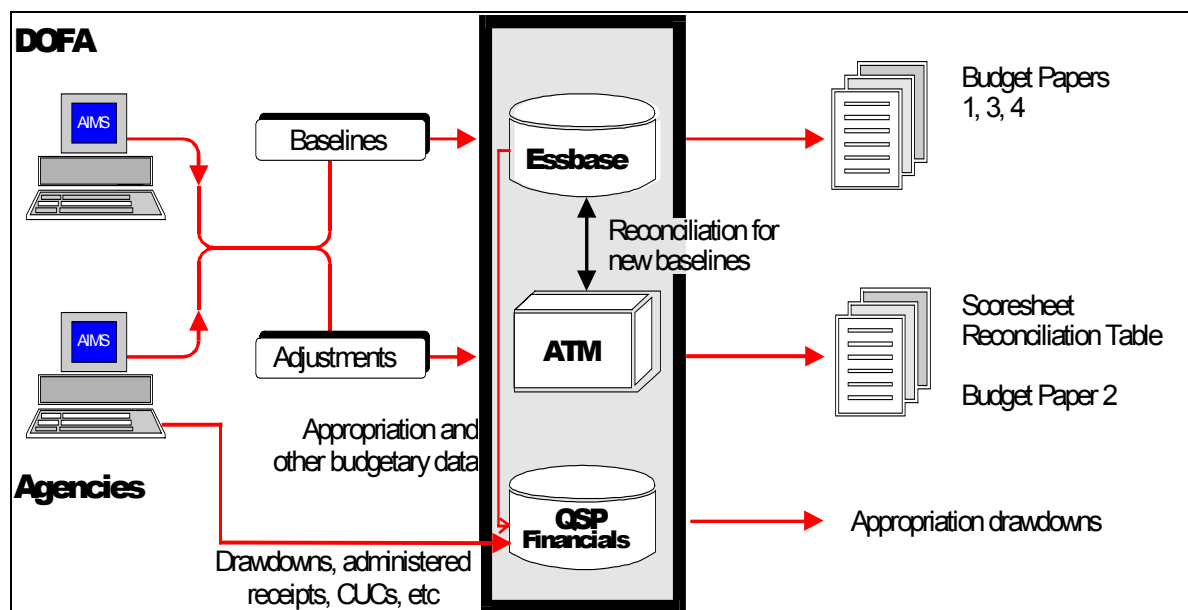 DOFA
AIMS
Baselines
Essbase
Budget Papers
1, 3, 4
Reconciliation for
new baselines
AIMS
Adjustments
ATM
Scoresheet
Reconciliation Table
Budget Paper 2
Appropriation and
other budgetary data
Agencies
QSP
Financials
Appropriation drawdowns
Drawdowns, administered
receipts, CUCs, etc